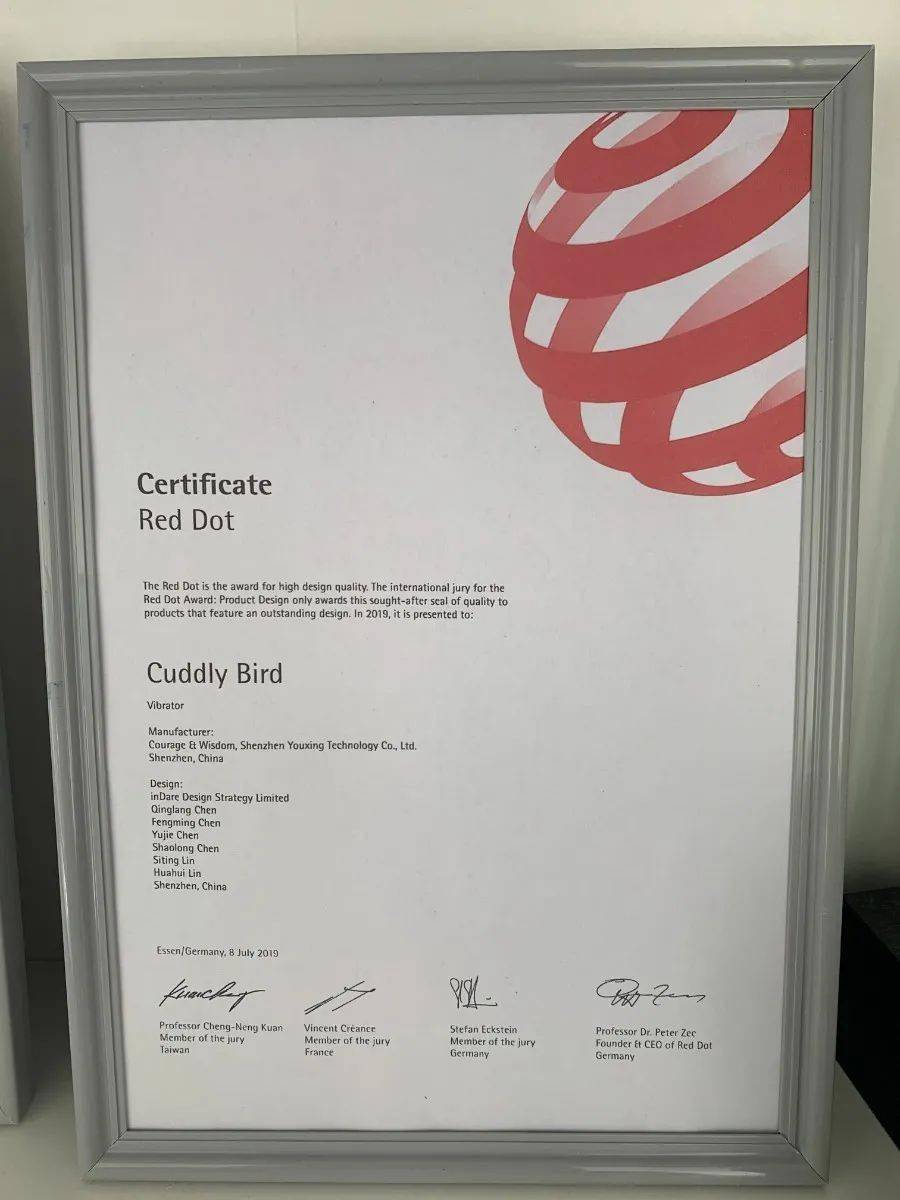 Certificate
Red Dot
The Red Dot is the award for high design quality. The international jury for the
Red Dot Award: Product Design only awards this sought-after seal of quality to
products that feature an outstanding design. In 2019, it is presented to:
Cuddly Bird
Vibrator
Manufacturer:
Courage & Wisdom, Shenzhen Youxing Technology Co., Ltd.
Shenzhen, China
Design:
inDare Design Strategy Limited
Qinglang Chen
Fengming Chen
Yujie Chen
Shaolong Chen
Siting Lin
Huahui Lin
Shenzhen, China
Essen/Germany, 8 July 2019
Professor Cheng-Neng Kuan
Member of the jury
Taiwan
Vincent Créance
Member of the jury
France
Stefan Eckstein
Member of the jury
Germany
Professor Dr. Peter Zec
Founder & CEO of Red Dot
Germany